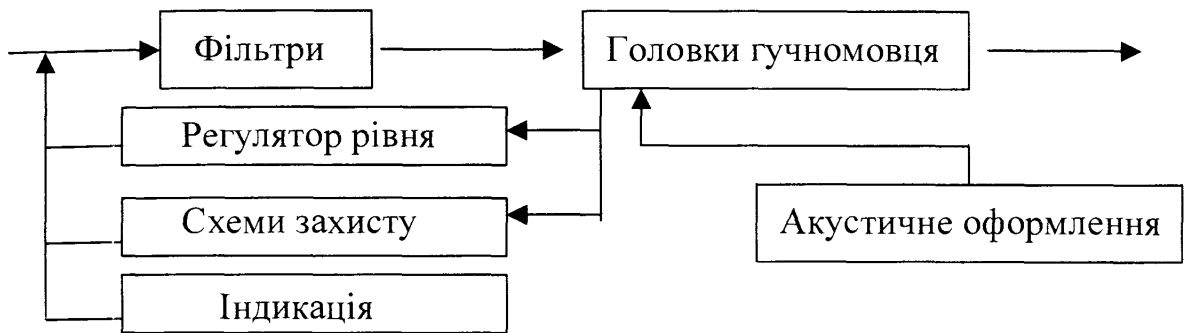 Фільтри
Головки гучномовця
Регулятор рівня
Схеми захисту
Акустичне оформлення
Індикація